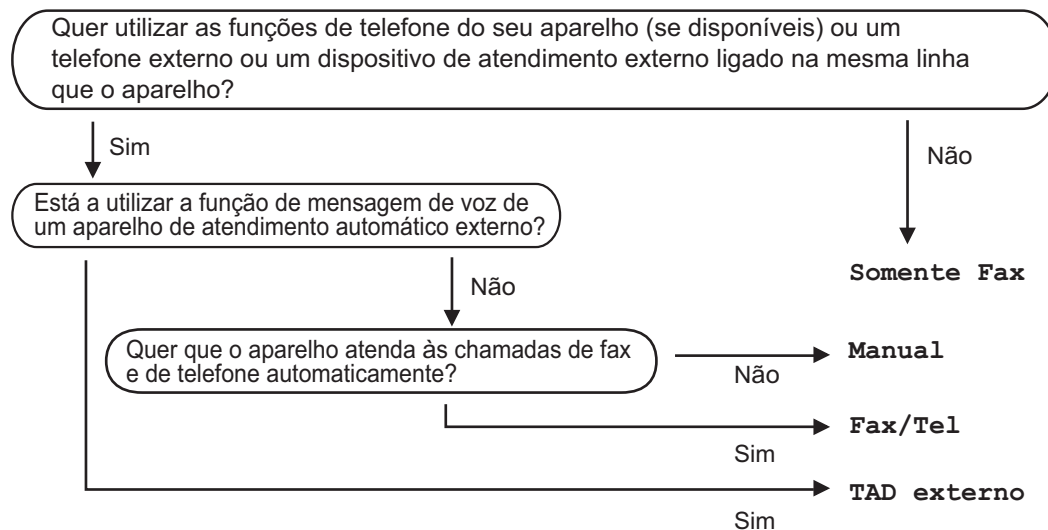 Quer utilizar as funções de telefone do seu aparelho (se disponíveis) ou um
telefone externo ou um dispositivo de atendimento externo ligado na mesma linha
que o aparelho?
Sim
Não
Está a utilizar a função de mensagem de voz de
um aparelho de atendimento automático externo?
Somente Fax
Não
Quer que o aparelho atenda às chamadas de fax
e de telefone automaticamente?
Manual
Não
Fax/Tel
Sim
TAD externo
Sim